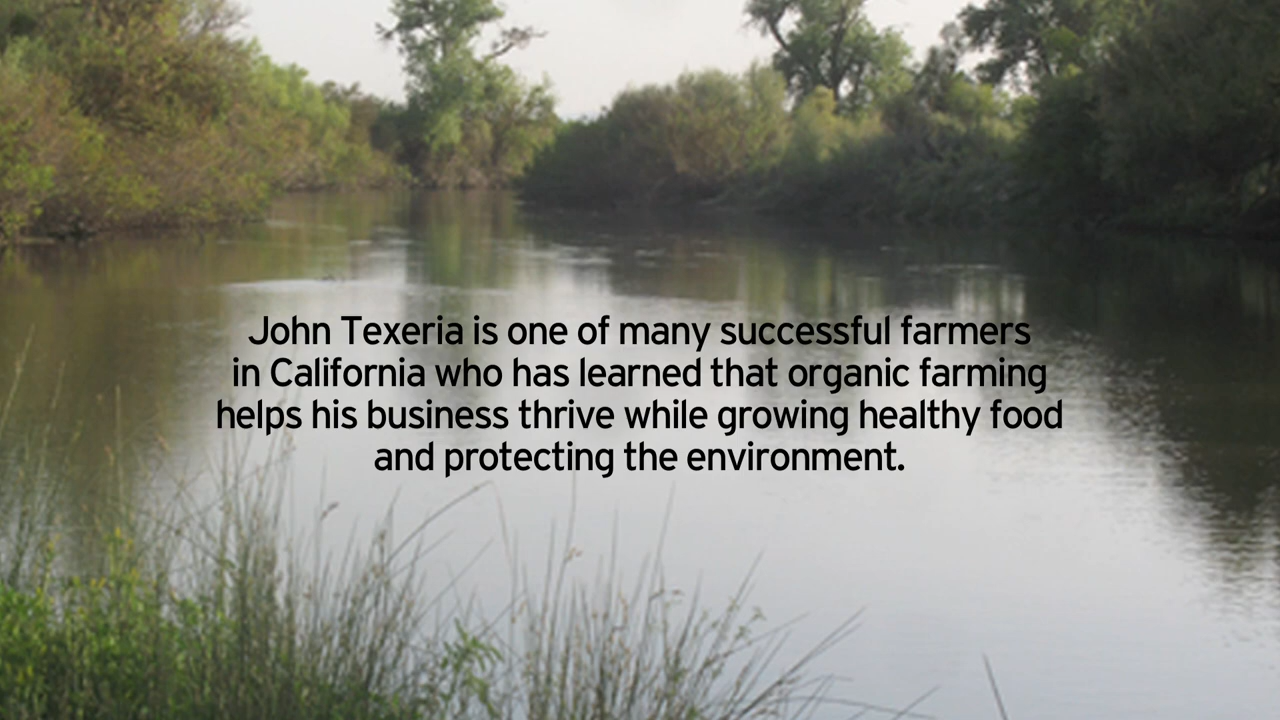 John Texeria is one of many successful farmers
in California who has learned that organic farming
helps his business thrive while growing healthy food
and protecting the environment.